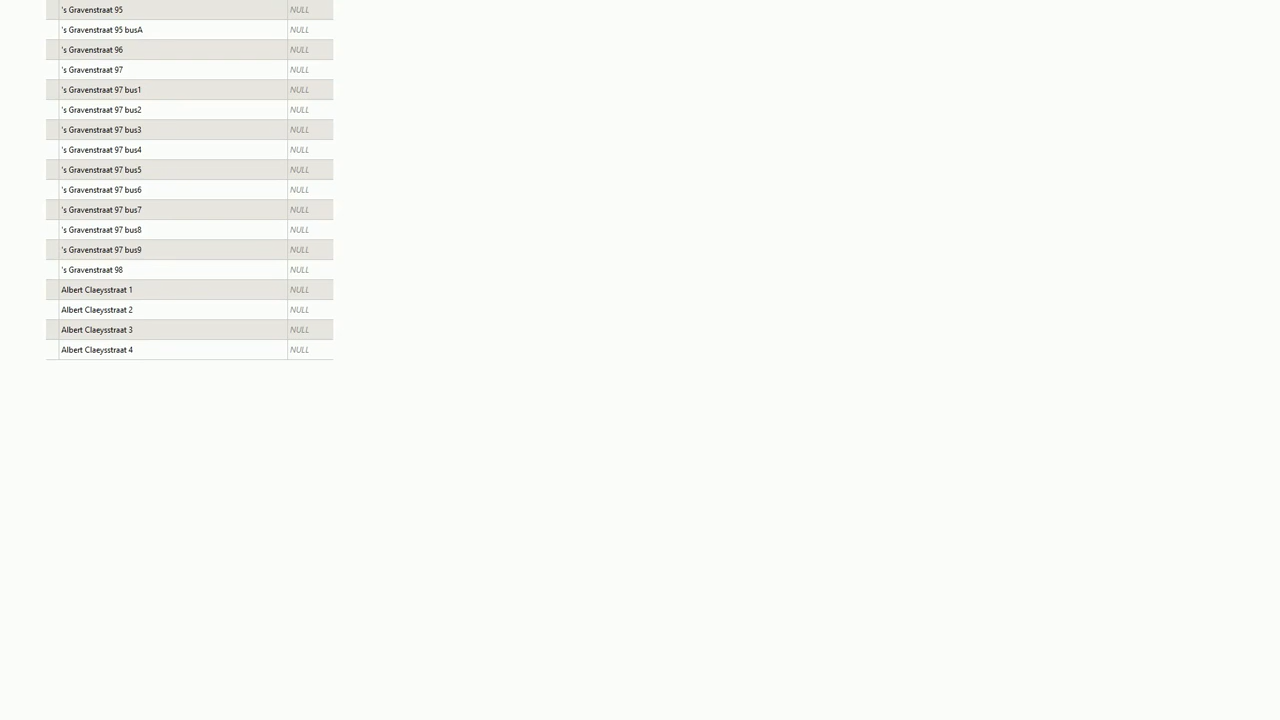 's Gravenstraat 95 NULL
's Gravenstraat 95 busA NULL
's Gravenstraat 96 NULL
's Gravenstraat 97 NULL
's Gravenstraat 97 bus1 NULL
's Gravenstraat 97 bus2 NULL
's Gravenstraat 97 bus3 NULL
's Gravenstraat 97 bus4 NULL
's Gravenstraat 97 bus5 NULL
's Gravenstraat 97 bus6 NULL
's Gravenstraat 97 bus7 NULL
's Gravenstraat 97 bus8 NULL
's Gravenstraat 97 bus9 NULL
's Gravenstraat 98 NULL
Albert Claeysstraat 1 NULL
Albert Claeysstraat 2 NULL
Albert Claeysstraat 3 NULL
Albert Claeysstraat 4 NULL